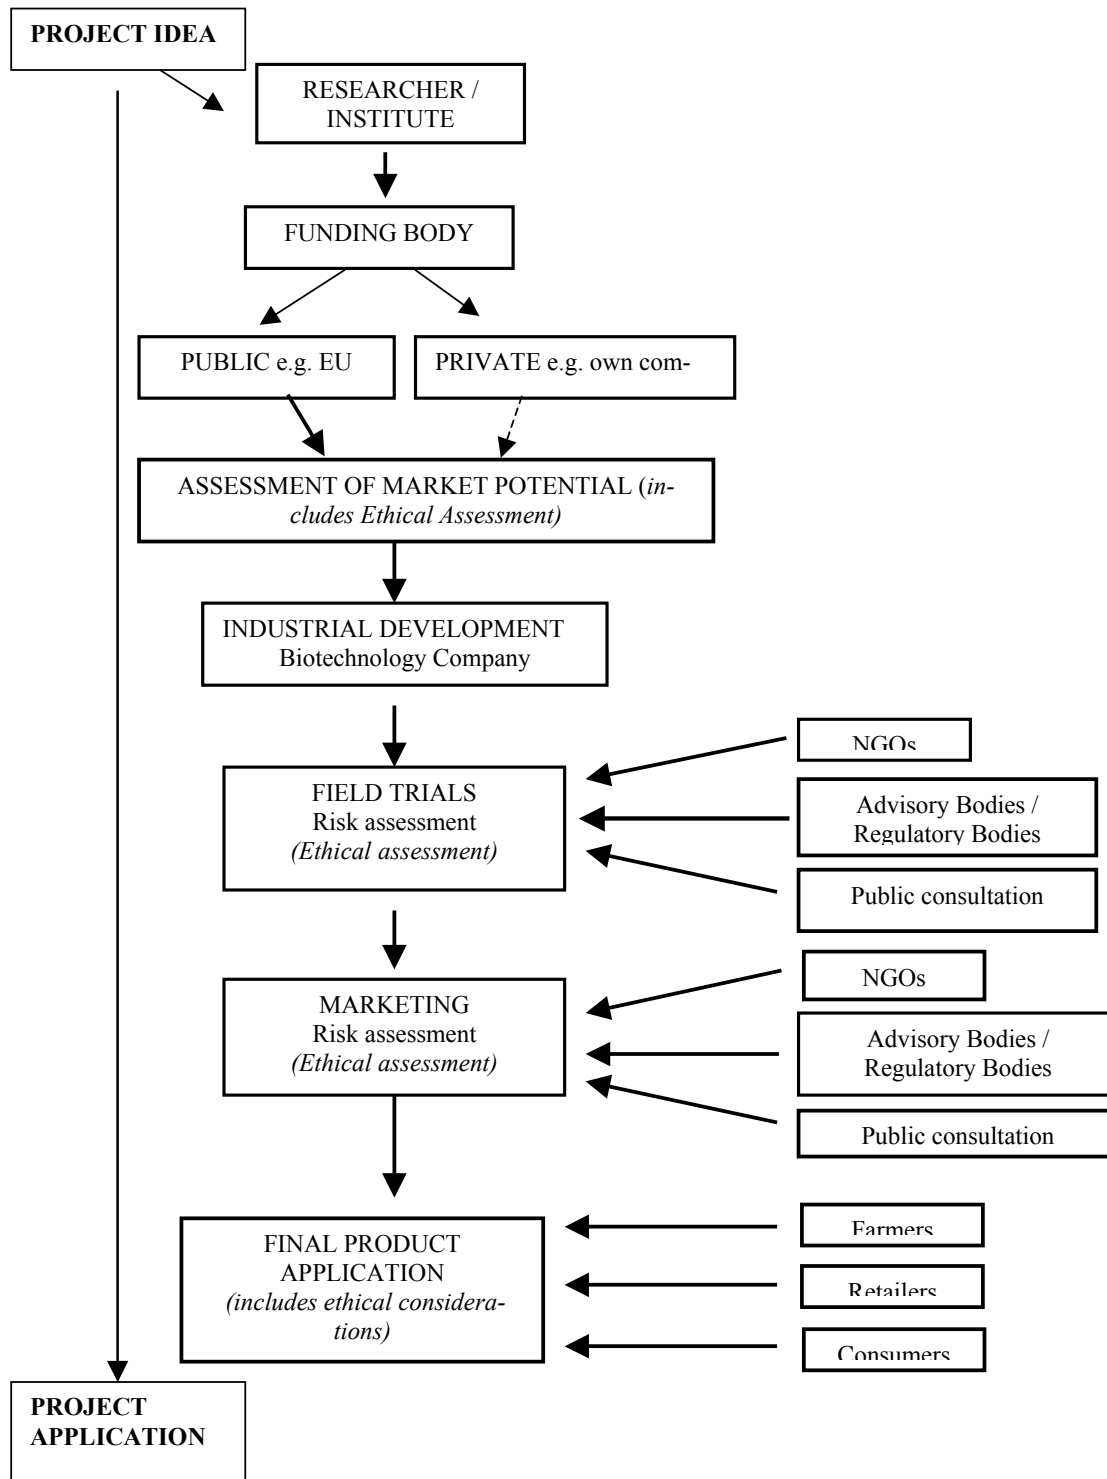 PROJECT IDEA
RESEARCHER /
INSTITUTE
FUNDING BODY
PUBLIC e.g. EU
PRIVATE e.g. own com-
ASSESSMENT OF MARKET POTENTIAL (in-
cludes Ethical Assessment)
INDUSTRIAL DEVELOPMENT
Biotechnology Company
NGOs
FIELD TRIALS
Risk assessment
(Ethical assessment)
Advisory Bodies /
Regulatory Bodies
Public consultation
NGOs
MARKETING
Risk assessment
(Ethical assessment)
Advisory Bodies /
Regulatory Bodies
Public consultation
FINAL PRODUCT
APPLICATION
(includes ethical considera-
tions)
Farmers
Retailers
Consumers
PROJECT
APPLICATION